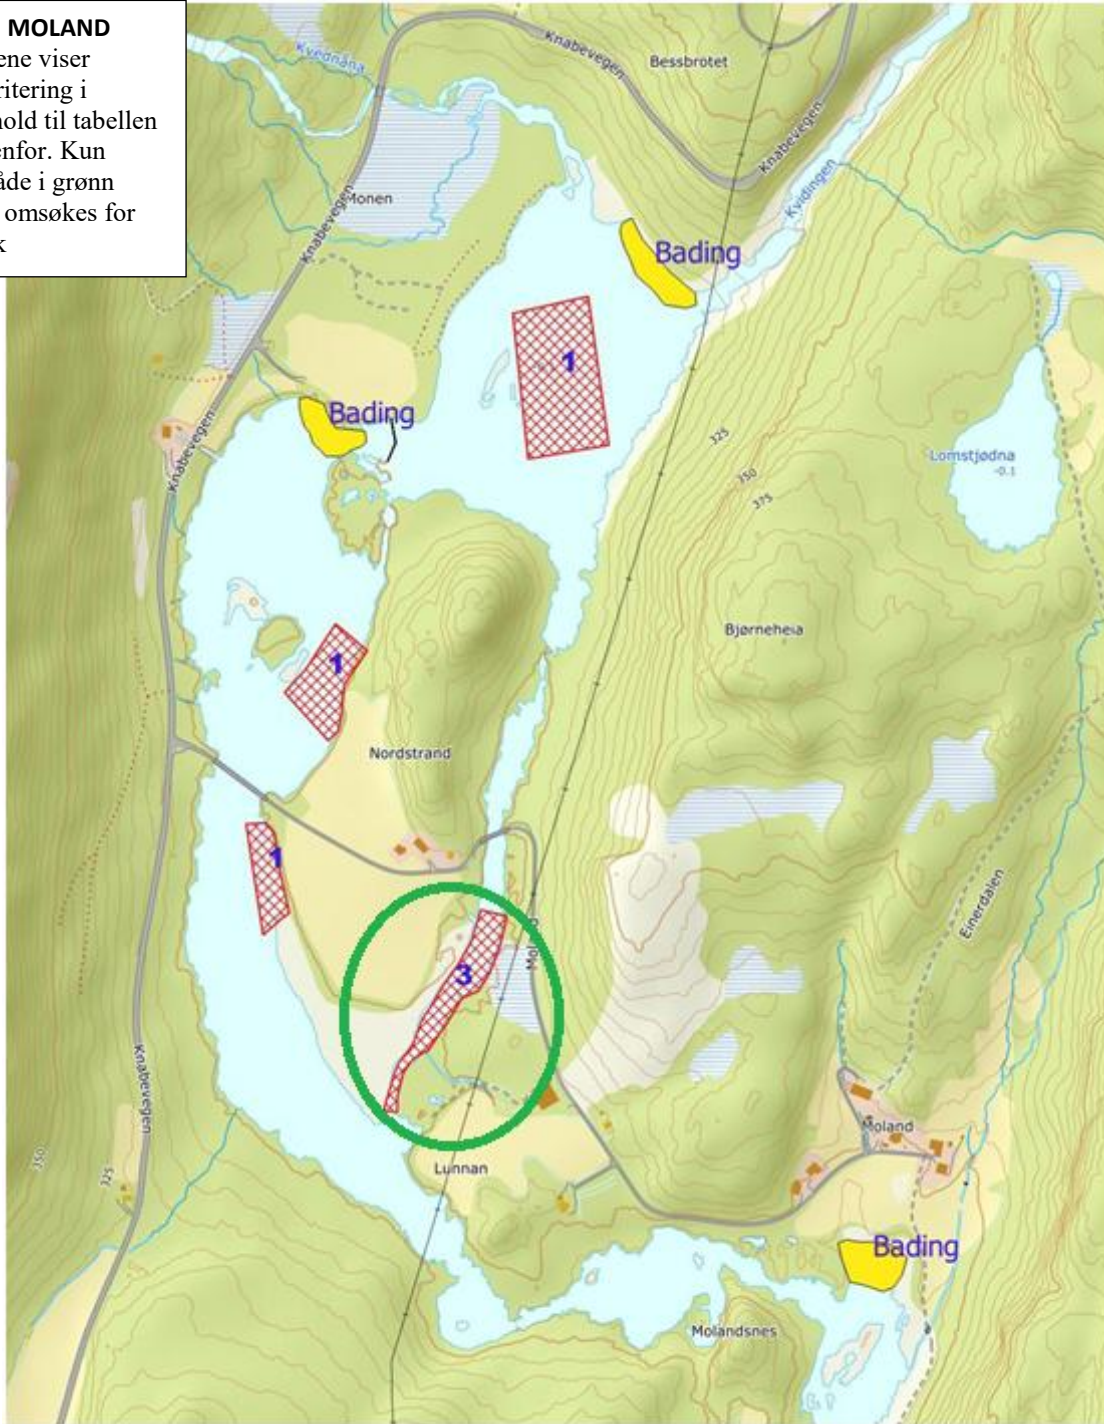 MOLAND
ene viser
ritering i
hold til tabellen
enfor. Kun
åde i grønn
omsøkes for
k
Kvednåna
Knabevegen
Bessbrotet
Knabevegen
Kvidingen
Monen
Knabevegen
Bading
1
Bading
Knabevegen
325
350
375
Lomstjødna
-0.1
1
Bjørneheia
Nordstrand
1
3
Einerdalen
Knabevegen
Moland
Lunnan
350
325
Bading
Molandsnes